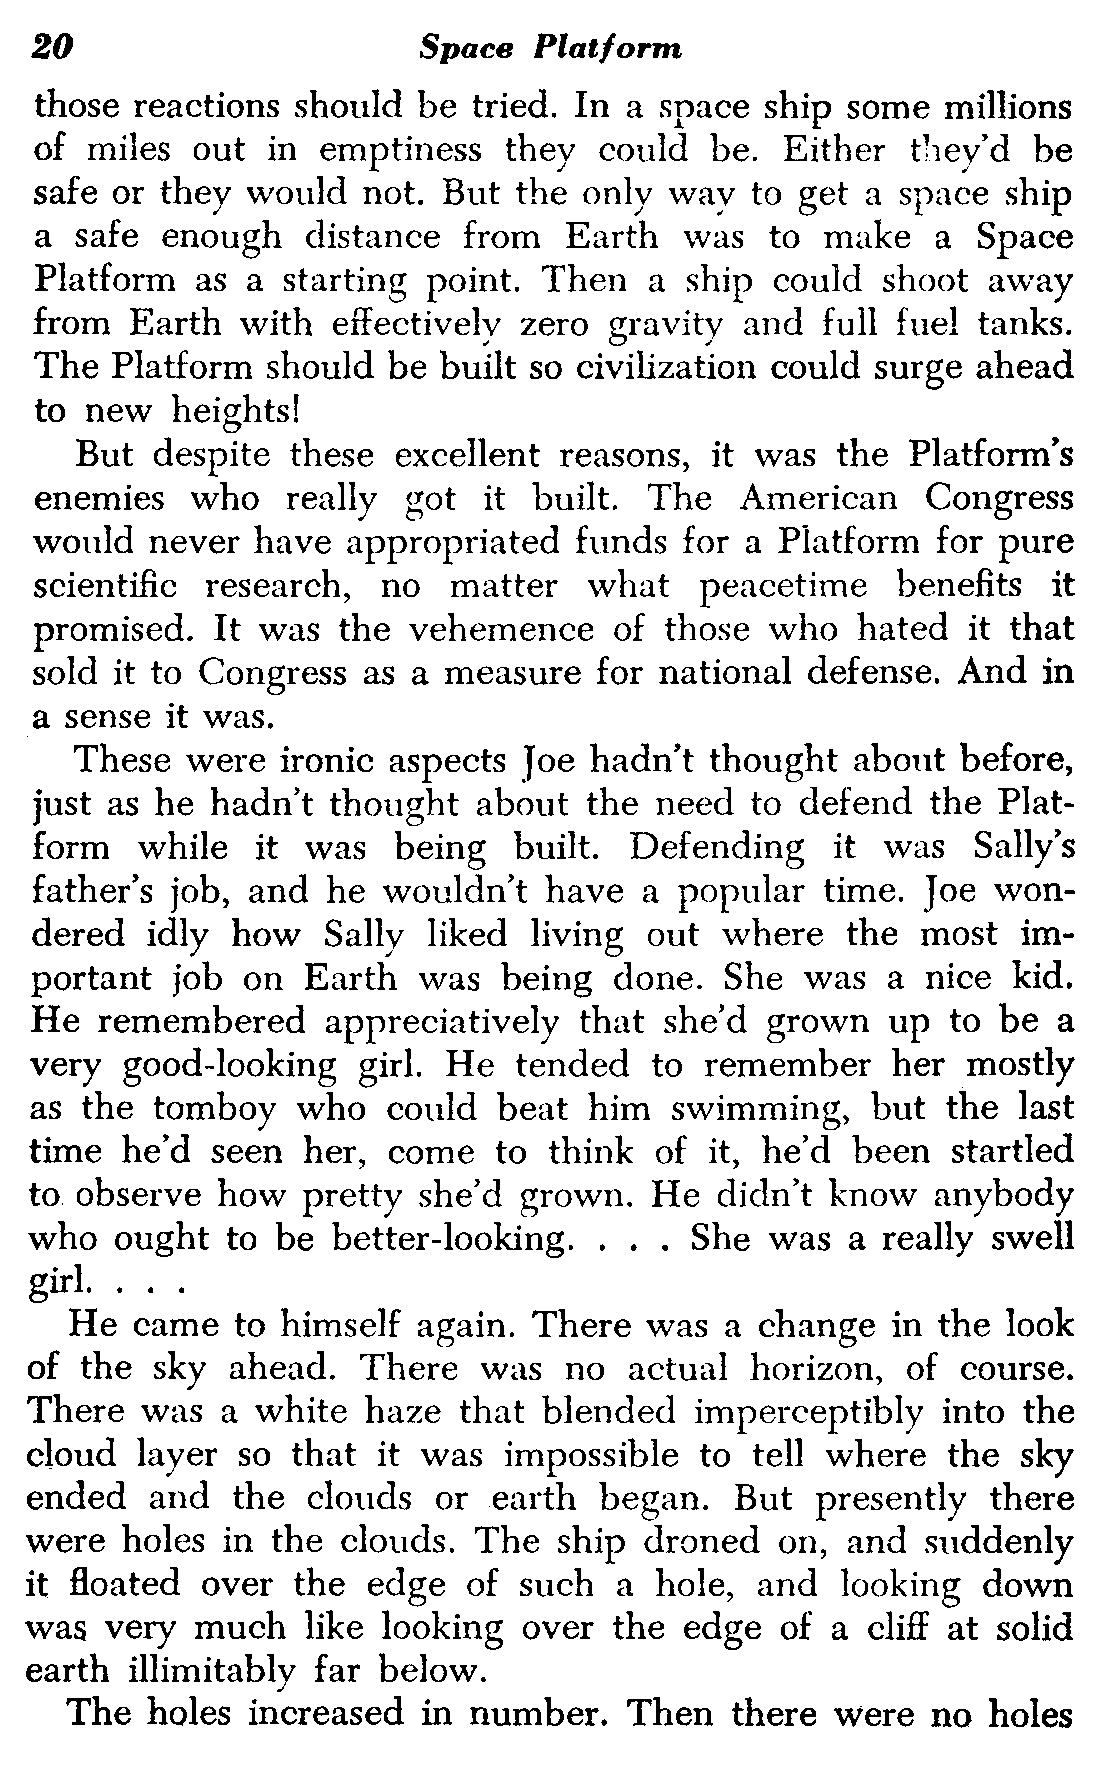 20 Space Platform
those reactions should be tried. In a space ship some millions
of miles out in emptiness they could be. Either they'd be
safe or they would not. But the only way to get a space ship
a safe enough distance from Earth was to make a Space
Platform as a starting point. Then a ship could shoot away
from Earth with effectively zero gravity and full fuel tanks.
The Platform should be built so civilization could surge ahead
to new heights!
But despite these excellent reasons, it was the Platform's
enemies who really got it built. The American Congress
would never have appropriated funds for a Platform for pure
scientific research, no matter what peacetime benefits it
promised. It was the vehemence of those who hated it that
sold it to Congress as a measure for national defense. And in
a sense it was.
These were ironic aspects Joe hadn't thought about before,
just as he hadn't thought about the need to defend the Plat-
form while it was being built. Defending it was Sally's
father's job, and he wouldn't have a popular time. Joe won-
dered idly how Sally liked living out where the most im-
portant job on Earth was being done. She was a nice kid.
He remembered appreciatively that she'd grown up to be a
very good-looking girl. He tended to remember her mostly
as the tomboy who could beat him swimming, but the last
time he'd seen her, come to think of it, he'd been startled
to observe how pretty she'd grown. He didn't know anybody
who ought to be better-looking. . . . She was a really swell
girl. . . .
He came to himself again. There was a change in the look
of the sky ahead. There was no actual horizon, of course.
There was a white haze that blended imperceptibly into the
cloud layer so that it was impossible to tell where the sky
ended and the clouds or earth began. But presently there
were holes in the clouds. The ship droned on, and suddenly
it floated over the edge of such a hole, and looking down
was very much like looking over the edge of a cliff at solid
earth illimitably far below.
The holes increased in number. Then there were no holes